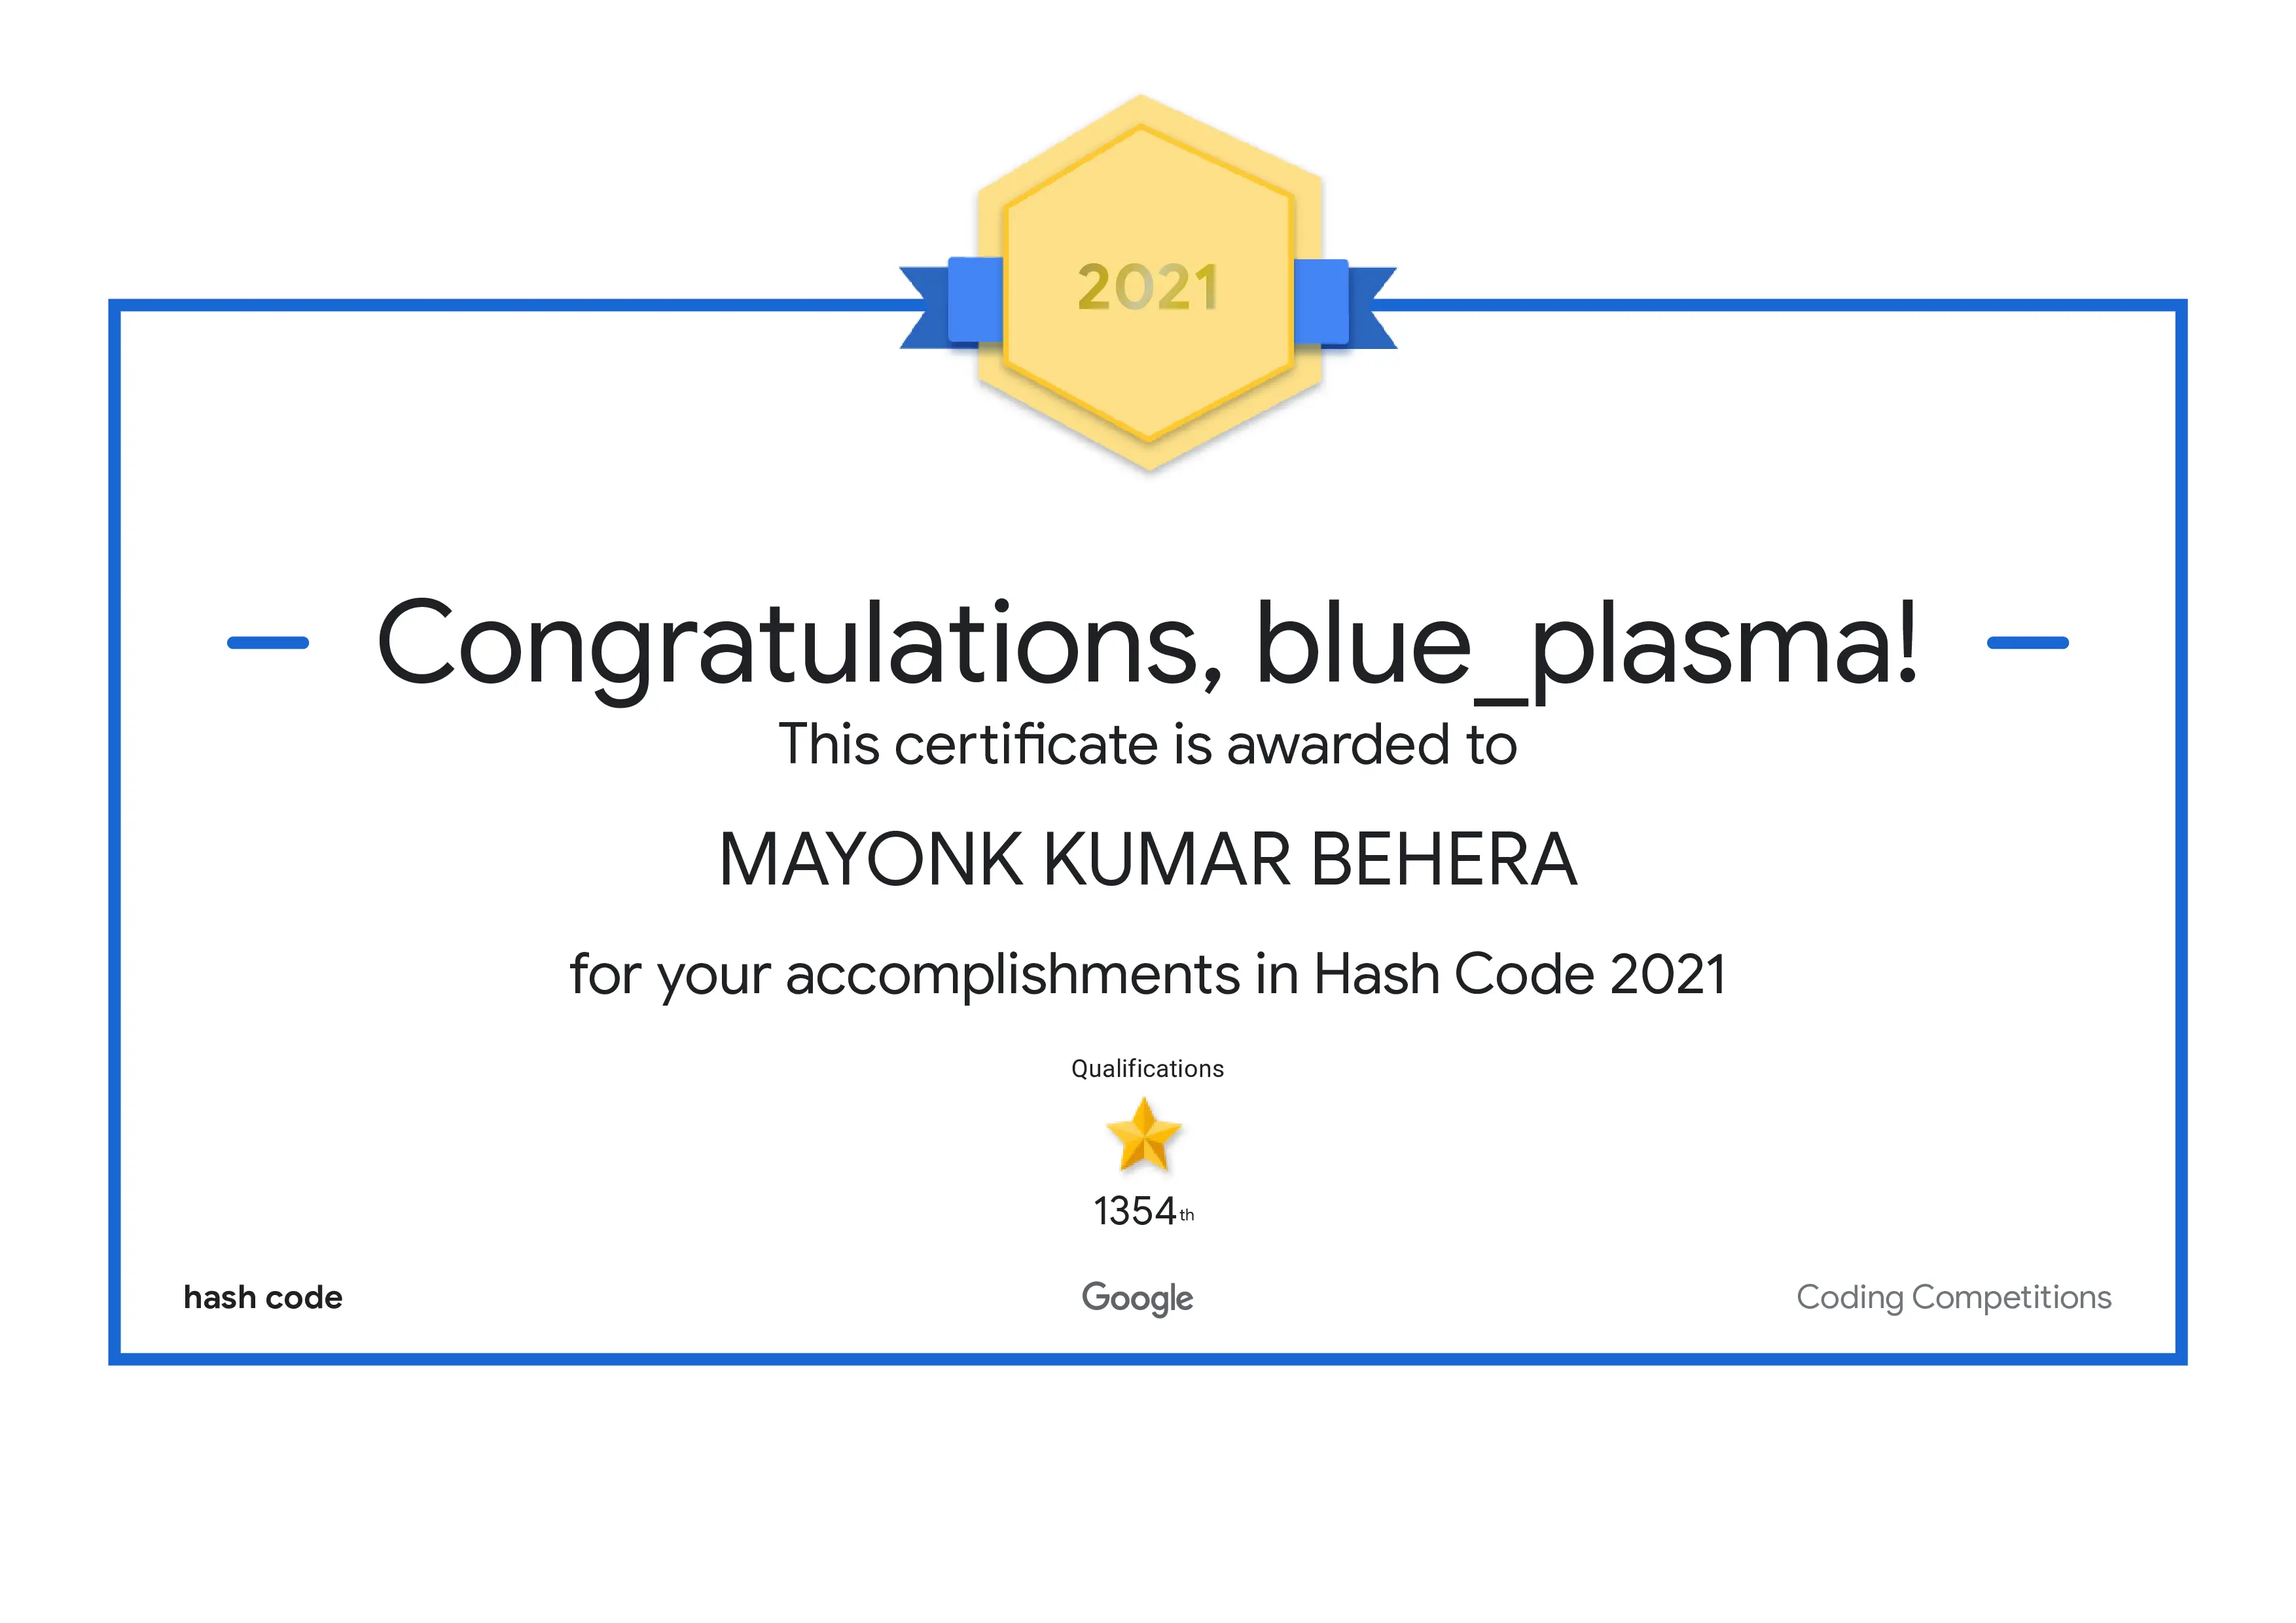 2021
Congratulations, blue_plasma!
This certificate is awarded to
MAYONK KUMAR BEHERA
for your accomplishments in Hash Code 2021
Qualifications
1354th
hash code
Google
Coding Competitions